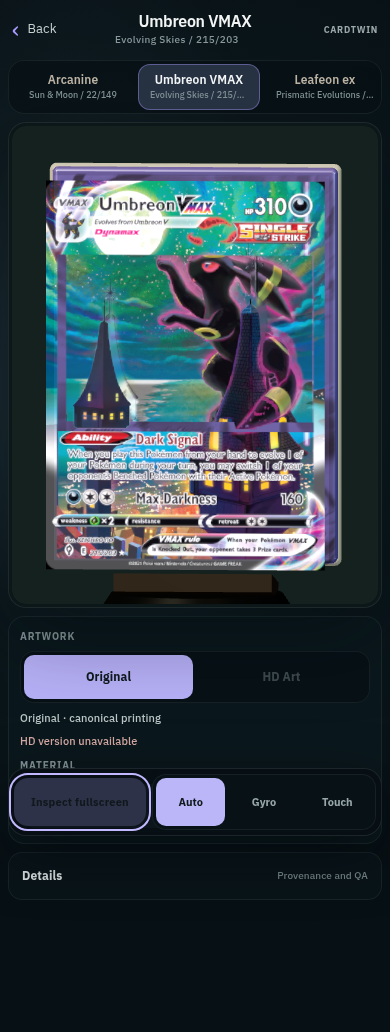 Back
Umbreon VMAX
Evolving Skies / 215/203
CARDTWIN
Arcanine
Sun & Moon / 22/149
Umbreon VMAX
Evolving Skies / 215/...
Leafeon ex
Prismatic Evolutions /...
VMAX
Umbreon VMAX
HP 310
Evolves from Umbreon V
Dynamax
SINGLE STRIKE
Ability Dark Signal
When you play this Pokémon from your hand to evolve 1 of
your Pokémon during your turn, you may switch 1 of your
opponent's Benched Pokémon with their Active Pokémon.
Max Darkness 160
weakness ×2 resistance retreat
VMAX rule When your Pokémon VMAX
is Knocked Out, your opponent takes 3 Prize cards.
E 215/203
ARTWORK
Original
HD Art
Original · canonical printing
HD version unavailable
MATERIAL
Inspect fullscreen
Auto
Gyro
Touch
Details
Provenance and QA